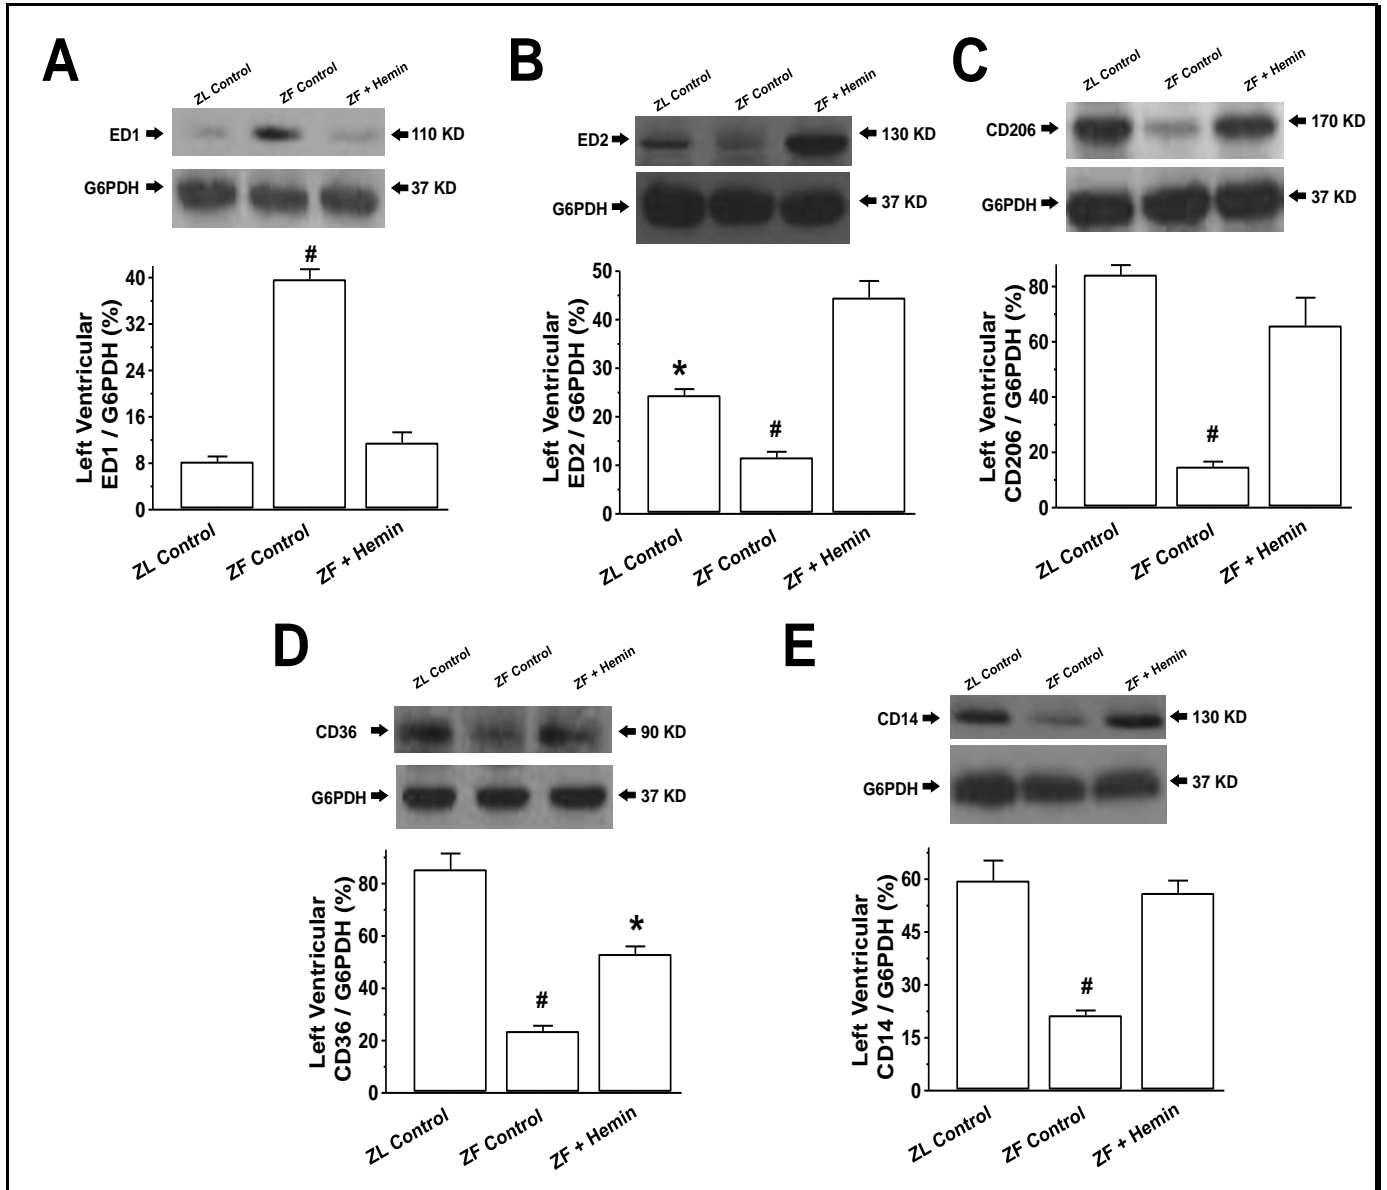 A
ZL Control
ZF Control
ZF + Hemin
ED1
110 KD
G6PDH
37 KD
#
Left Ventricular
ED1 / G6PDH (%)
40
32
24
16
8
0
ZL Control
ZF Control
ZF + Hemin
B
ZL Control
ZF Control
ZF + Hemin
ED2
130 KD
G6PDH
37 KD
*
#
Left Ventricular
ED2 / G6PDH (%)
50
40
30
20
10
0
ZL Control
ZF Control
ZF + Hemin
C
ZL Control
ZF Control
ZF + Hemin
CD206
170 KD
G6PDH
37 KD
#
Left Ventricular
CD206 / G6PDH (%)
80
60
40
20
0
ZL Control
ZF Control
ZF + Hemin
D
ZL Control
ZF Control
ZF + Hemin
CD36
90 KD
G6PDH
37 KD
#
*
Left Ventricular
CD36 / G6PDH (%)
80
60
40
20
0
ZL Control
ZF Control
ZF + Hemin
E
ZL Control
ZF Control
ZF + Hemin
CD14
130 KD
G6PDH
37 KD
#
Left Ventricular
CD14 / G6PDH (%)
60
45
30
15
0
ZL Control
ZF Control
ZF + Hemin